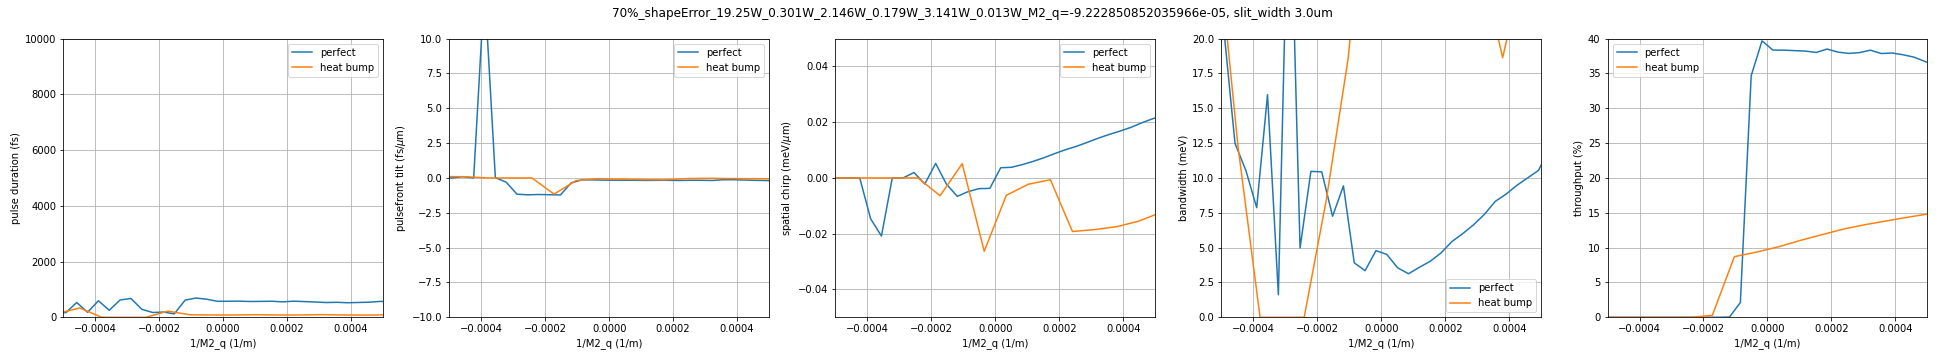 70%_shapeError_19.25W_0.301W_2.146W_0.179W_3.141W_0.013W_M2_q=-9.222850852035966e-05, slit_width 3.0um
pulse duration (fs)
10000
8000
6000
4000
2000
0
−0.0004 −0.0002 0.0000 0.0002 0.0004
1/M2_q (1/m)
perfect
heat bump
pulsefront tilt (fs/μm)
10.0
7.5
5.0
2.5
0.0
−2.5
−5.0
−7.5
−10.0
−0.0004 −0.0002 0.0000 0.0002 0.0004
1/M2_q (1/m)
perfect
heat bump
spatial chirp (meV/μm)
0.04
0.02
0.00
−0.02
−0.04
−0.0004 −0.0002 0.0000 0.0002 0.0004
1/M2_q (1/m)
perfect
heat bump
bandwidth (meV)
20.0
17.5
15.0
12.5
10.0
7.5
5.0
2.5
0.0
−0.0004 −0.0002 0.0000 0.0002 0.0004
1/M2_q (1/m)
perfect
heat bump
throughput (%)
40
35
30
25
20
15
10
5
0
−0.0004 −0.0002 0.0000 0.0002 0.0004
1/M2_q (1/m)
perfect
heat bump